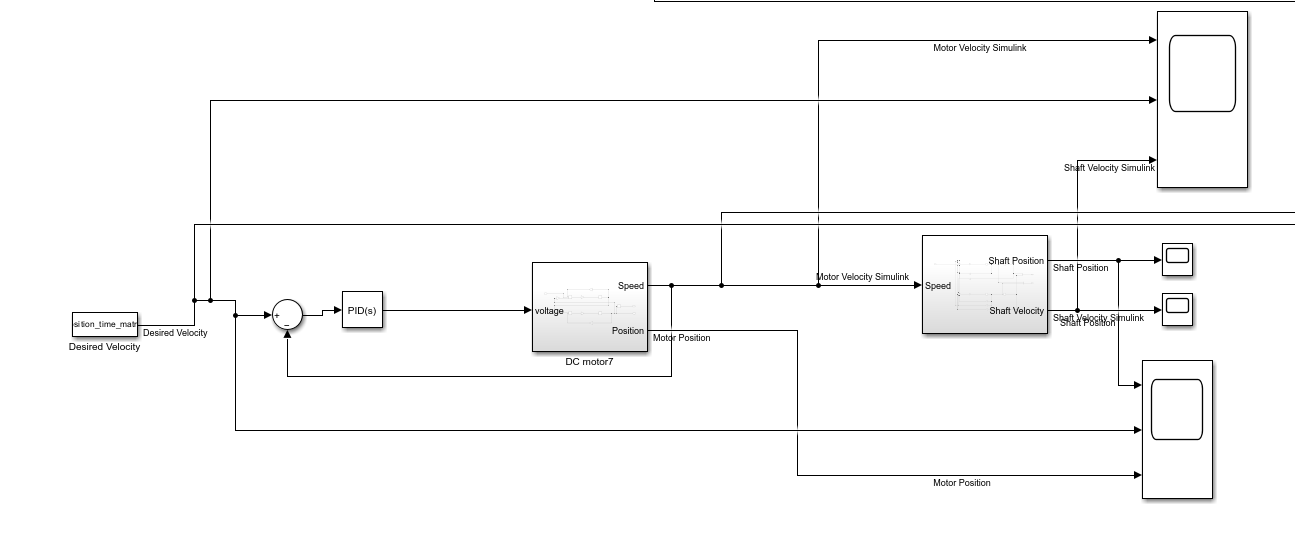 Motor Velocity Simulink
Shaft Velocity Simulink
Shaft Position
Shaft Position
Speed
Motor Velocity Simulink
Speed
sition_time_matr
+
−
PID(s)
voltage
Shaft Velocity
Shaft Velocity Simulink
Shaft Position
Desired Velocity
Position
Motor Position
Desired Velocity
DC motor7
Motor Position